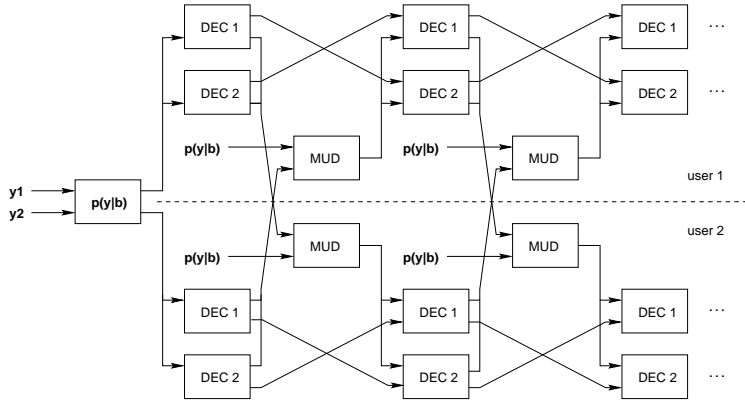 DEC 1 DEC 1 DEC 1 ...
DEC 2 DEC 2 DEC 2 ...
p(y|b) MUD p(y|b) MUD
user 1
y1
y2
p(y|b)
user 2
p(y|b) MUD p(y|b) MUD
DEC 1 DEC 1 DEC 1 ...
DEC 2 DEC 2 DEC 2 ...